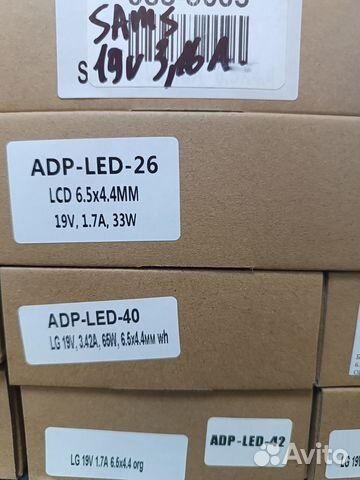 SAMS
S 19V 3,16A
ADP-LED-26
LCD 6.5x4.4MM
19V, 1.7A, 33W
ADP-LED-40
LG 19V, 3.42A, 65W, 6.5x4.4мм wh
ADP-LED-42
LG 19V 1.7A 6.5x4.4 org
LG 19V
Avito